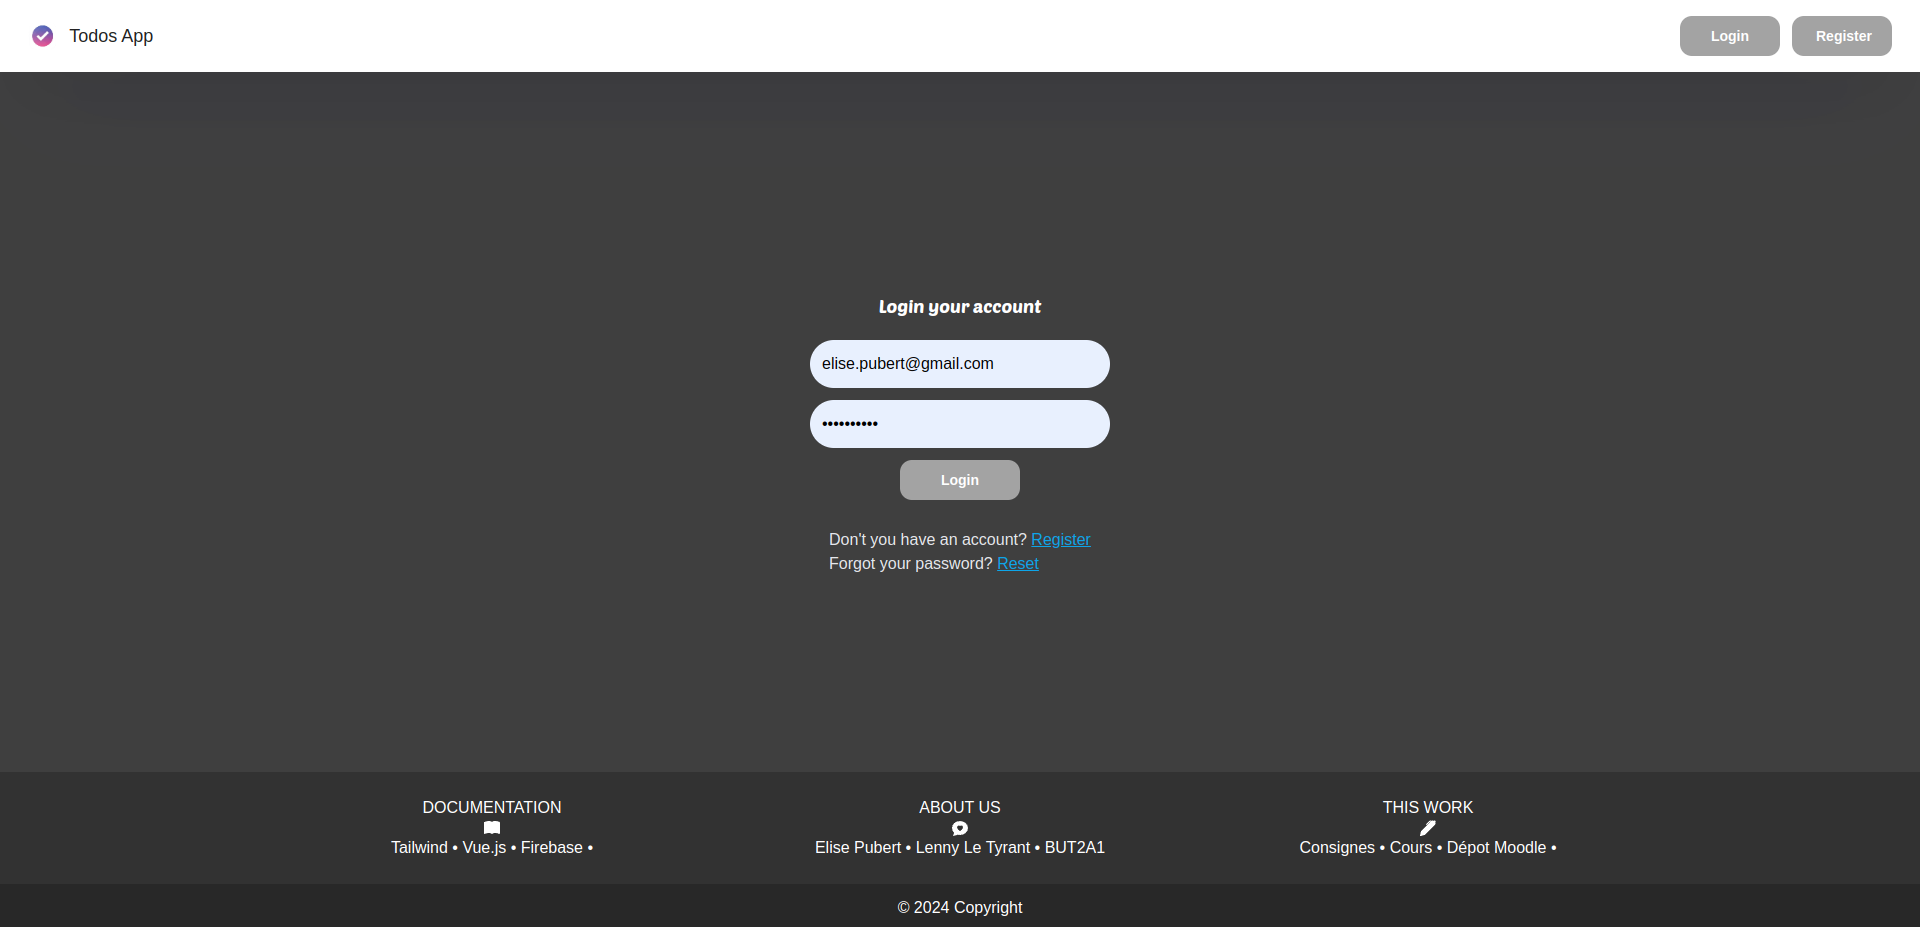 Todos App
Login
Register
Login your account
elise.pubert@gmail.com
••••••••••
Login
Don't you have an account? Register
Forgot your password? Reset
DOCUMENTATION
Tailwind • Vue.js • Firebase •
ABOUT US
Elise Pubert • Lenny Le Tyrant • BUT2A1
THIS WORK
Consignes • Cours • Dépot Moodle •
© 2024 Copyright